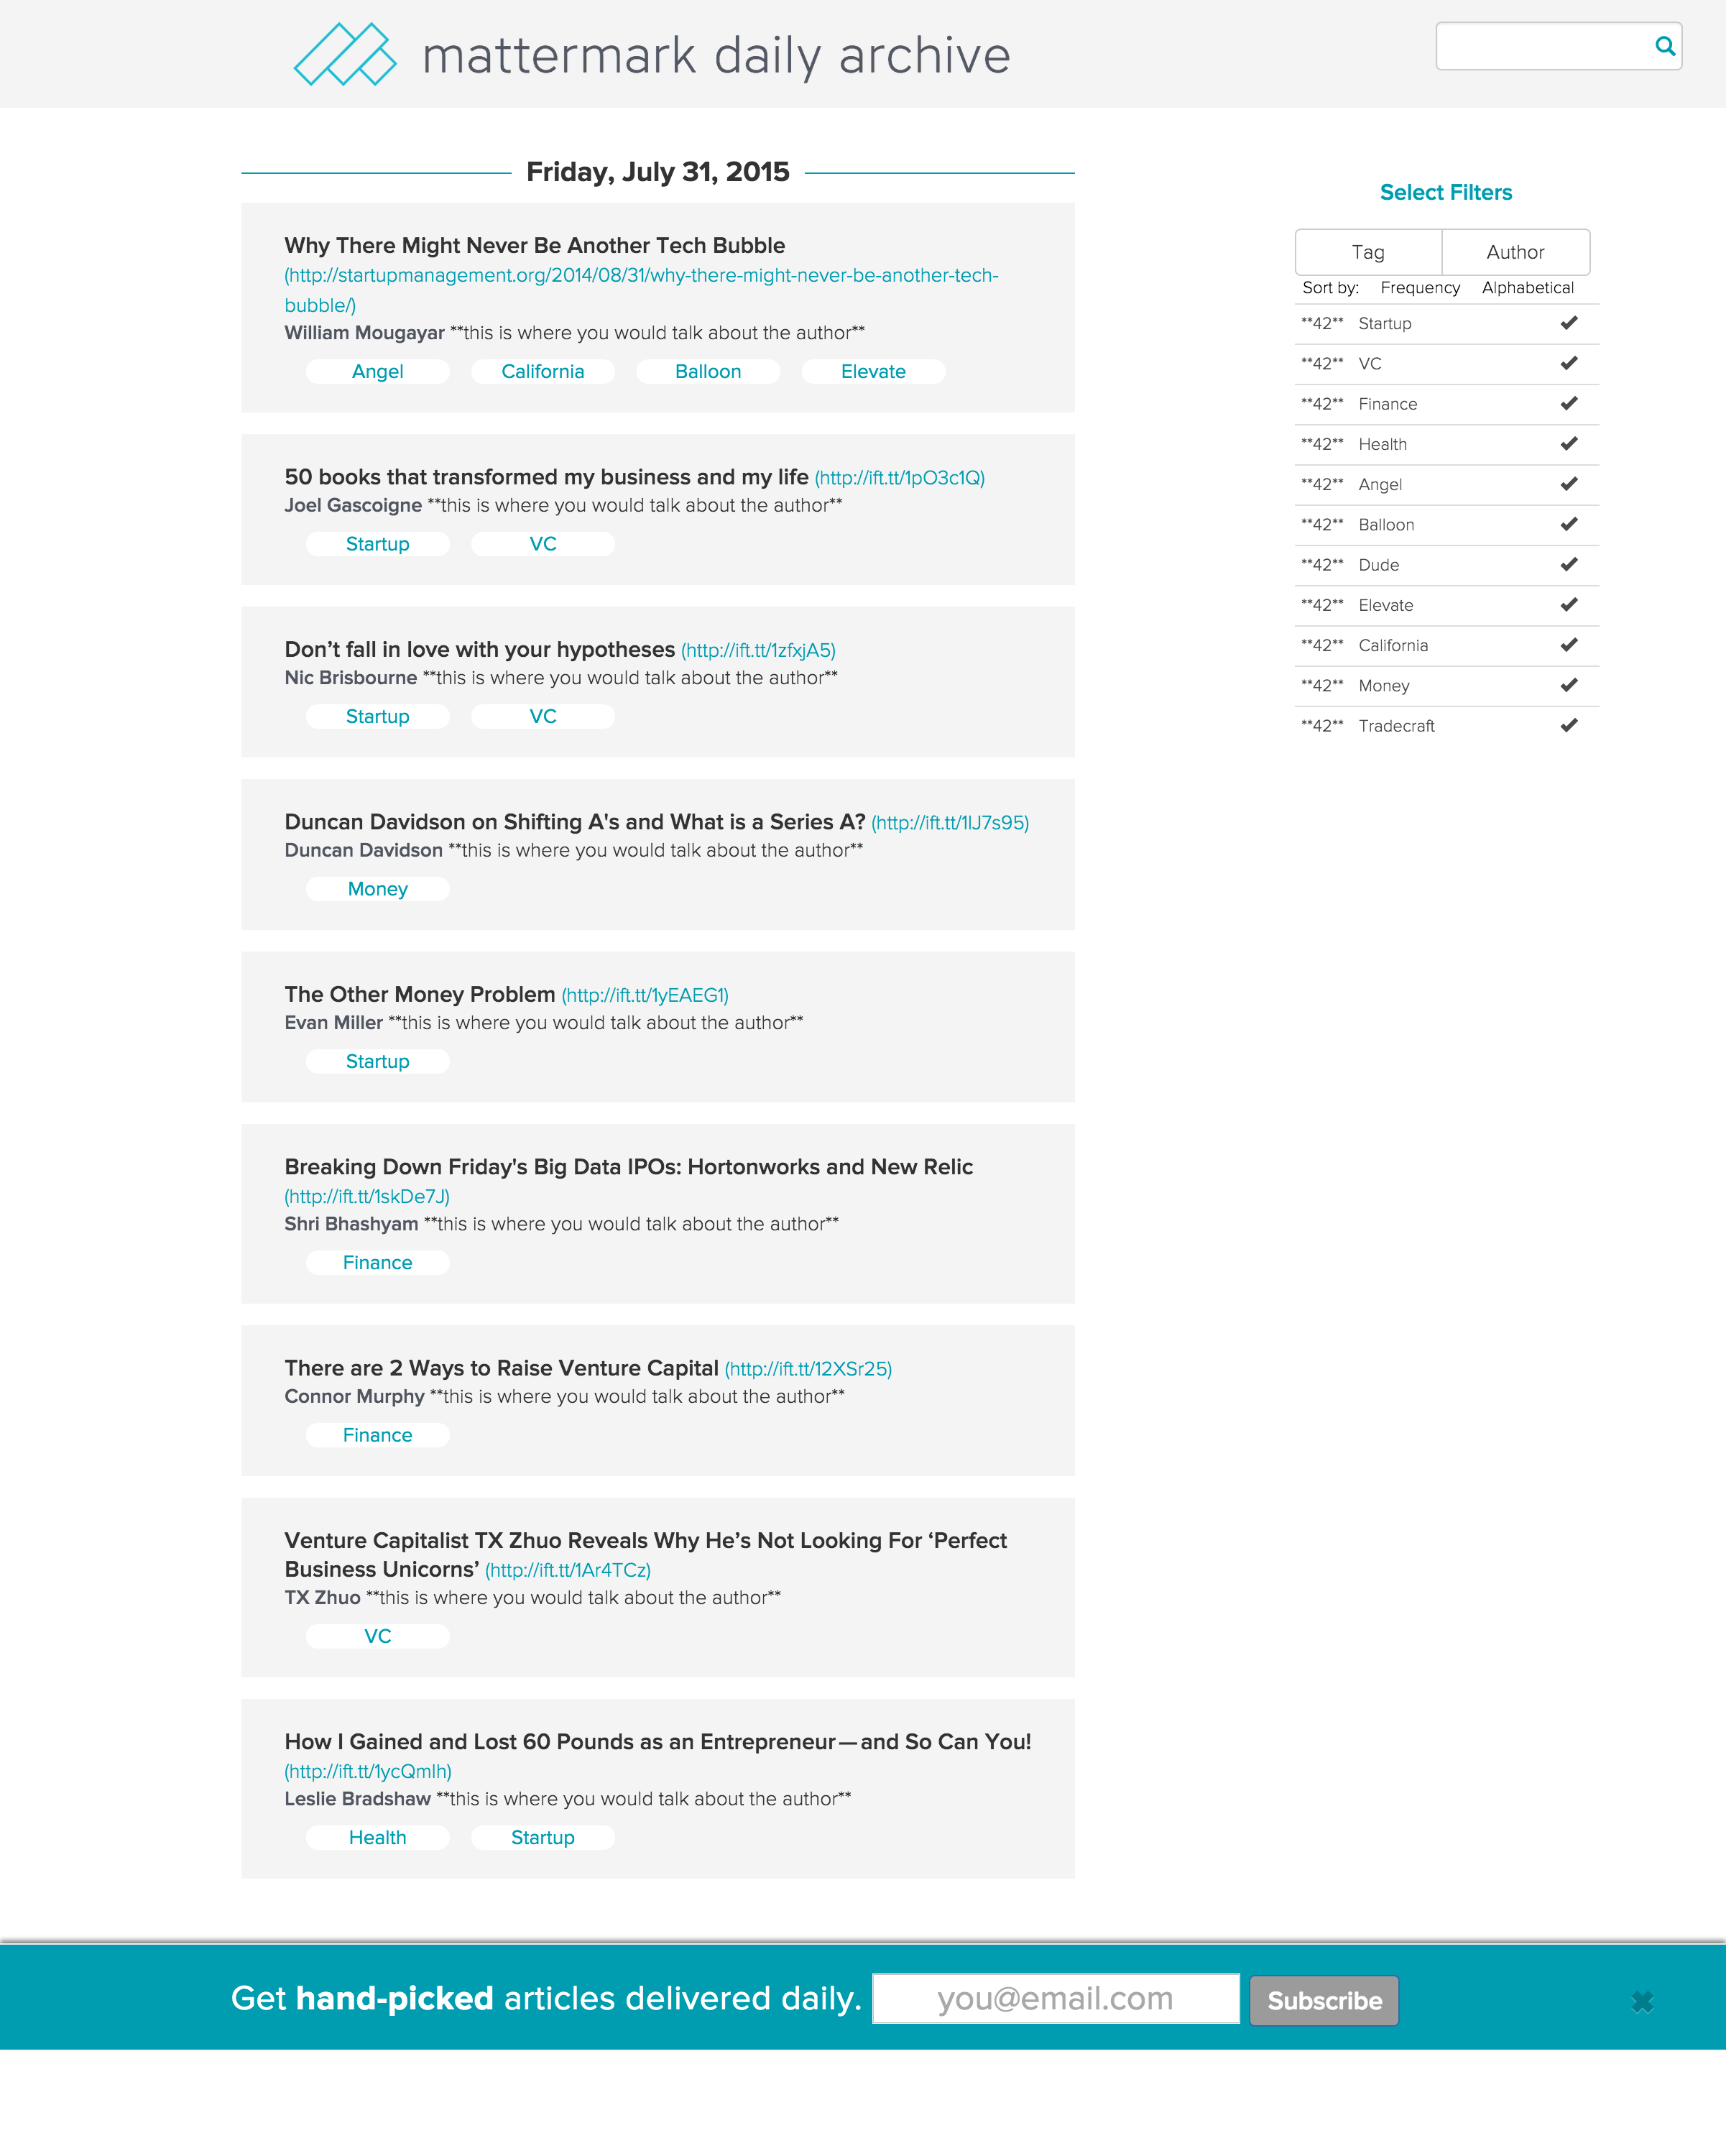 mattermark daily archive
Friday, July 31, 2015
Why There Might Never Be Another Tech Bubble
(http://startupmanagement.org/2014/08/31/why-there-might-never-be-another-tech-
bubble/)
William Mougayar **this is where you would talk about the author**
Angel California Balloon Elevate
50 books that transformed my business and my life (http://ift.tt/1pO3c1Q)
Joel Gascoigne **this is where you would talk about the author**
Startup VC
Don’t fall in love with your hypotheses (http://ift.tt/1zfxjA5)
Nic Brisbourne **this is where you would talk about the author**
Startup VC
Duncan Davidson on Shifting A's and What is a Series A? (http://ift.tt/1IJ7s95)
Duncan Davidson **this is where you would talk about the author**
Money
The Other Money Problem (http://ift.tt/1yEAEG1)
Evan Miller **this is where you would talk about the author**
Startup
Breaking Down Friday's Big Data IPOs: Hortonworks and New Relic
(http://ift.tt/1skDe7J)
Shri Bhashyam **this is where you would talk about the author**
Finance
There are 2 Ways to Raise Venture Capital (http://ift.tt/12XSr25)
Connor Murphy **this is where you would talk about the author**
Finance
Venture Capitalist TX Zhuo Reveals Why He’s Not Looking For ‘Perfect
Business Unicorns’ (http://ift.tt/1Ar4TCz)
TX Zhuo **this is where you would talk about the author**
VC
How I Gained and Lost 60 Pounds as an Entrepreneur — and So Can You!
(http://ift.tt/1ycQmIh)
Leslie Bradshaw **this is where you would talk about the author**
Health Startup
Select Filters
Tag Author
Sort by: Frequency Alphabetical
**42** Startup
**42** VC
**42** Finance
**42** Health
**42** Angel
**42** Balloon
**42** Dude
**42** Elevate
**42** California
**42** Money
**42** Tradecraft
Get hand-picked articles delivered daily. you@email.com Subscribe